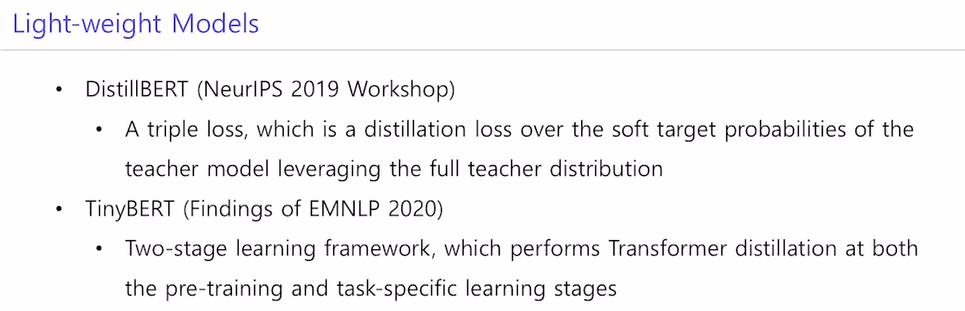 Light-weight Models
• DistillBERT (NeurIPS 2019 Workshop)
• A triple loss, which is a distillation loss over the soft target probabilities of the
teacher model leveraging the full teacher distribution
• TinyBERT (Findings of EMNLP 2020)
• Two-stage learning framework, which performs Transformer distillation at both
the pre-training and task-specific learning stages